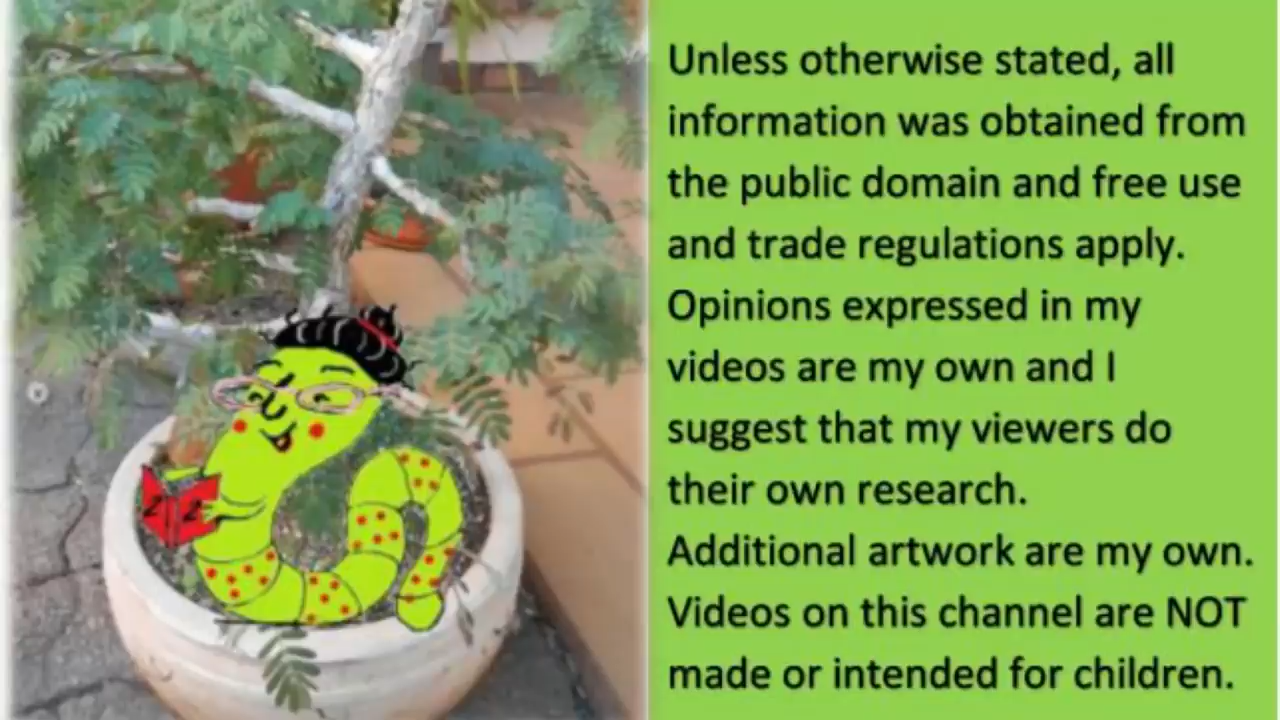 Unless otherwise stated, all
information was obtained from
the public domain and free use
and trade regulations apply.
Opinions expressed in my
videos are my own and I
suggest that my viewers do
their own research.
Additional artwork are my own.
Videos on this channel are NOT
made or intended for children.